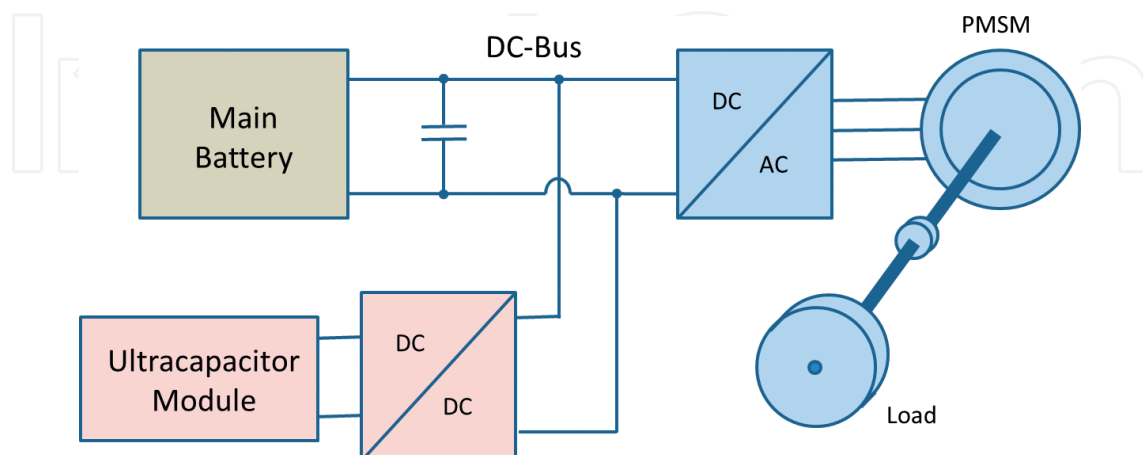 PMSM
DC-Bus
Main
Battery
DC
AC
Ultracapacitor
Module
DC
DC
Load